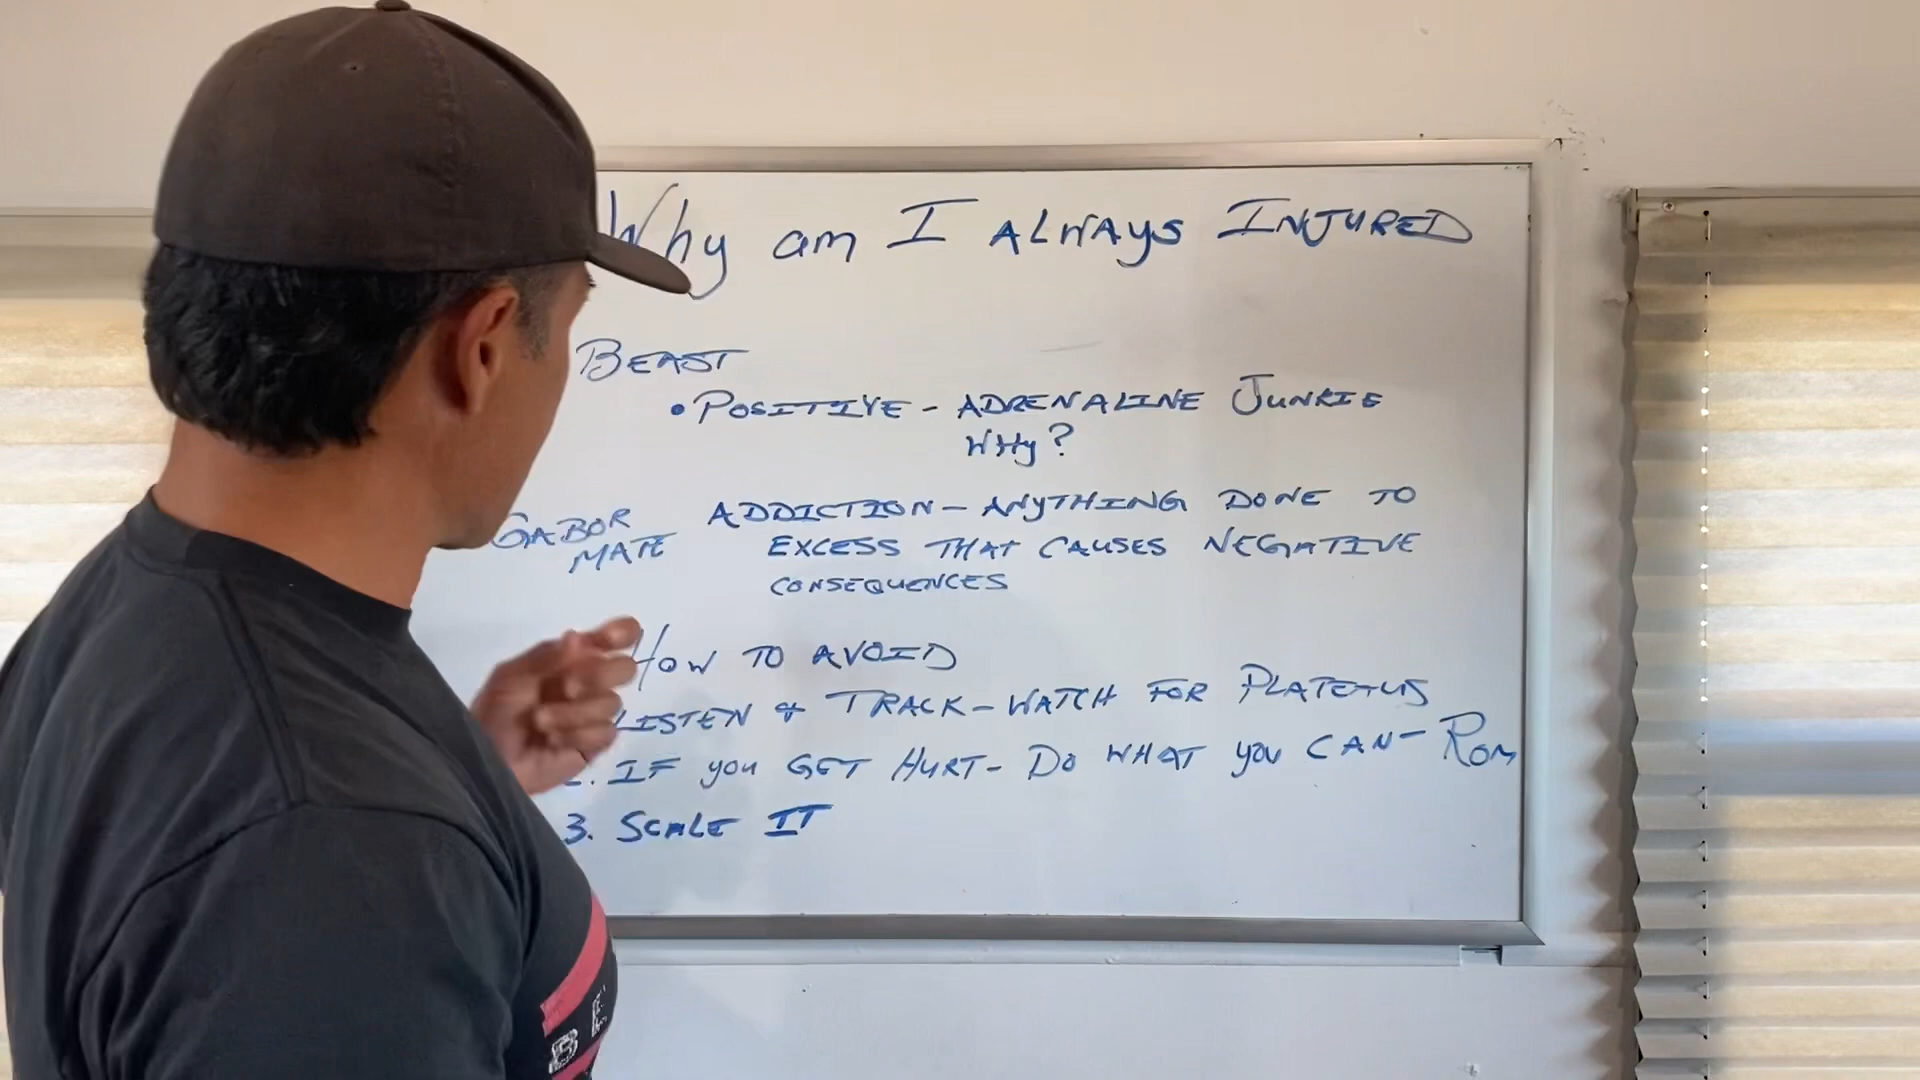 Why am I ALWAYS INJURED
BEAST
• POSITIVE - ADRENALINE JUNKIE
WHy?
GABOR
MATE
ADDICTION - ANYTHING DONE TO
EXCESS THAT CAUSES NEGATIVE
CONSEQUENCES
HOW TO AVOID
LISTEN & TRACK - WATCH FOR PLATEAUS
2. IF you GET HURT - DO WHAT you CAN - ROM
3. SCALE IT